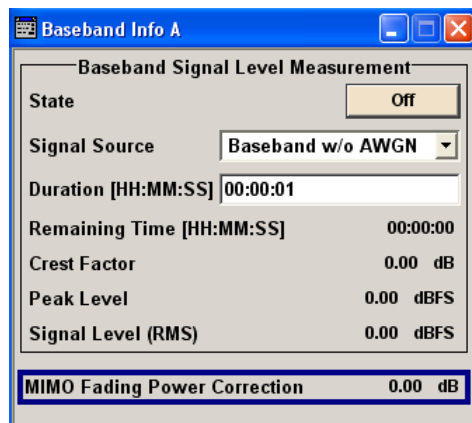 Baseband Info A
Baseband Signal Level Measurement
State Off
Signal Source Baseband w/o AWGN
Duration [HH:MM:SS] 00:00:01
Remaining Time [HH:MM:SS] 00:00:00
Crest Factor 0.00 dB
Peak Level 0.00 dBFS
Signal Level (RMS) 0.00 dBFS
MIMO Fading Power Correction 0.00 dB